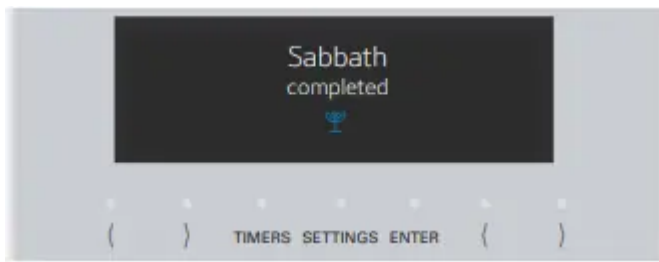 Sabbath
completed
⟨ ⟩ TIMERS SETTINGS ENTER ⟨ ⟩